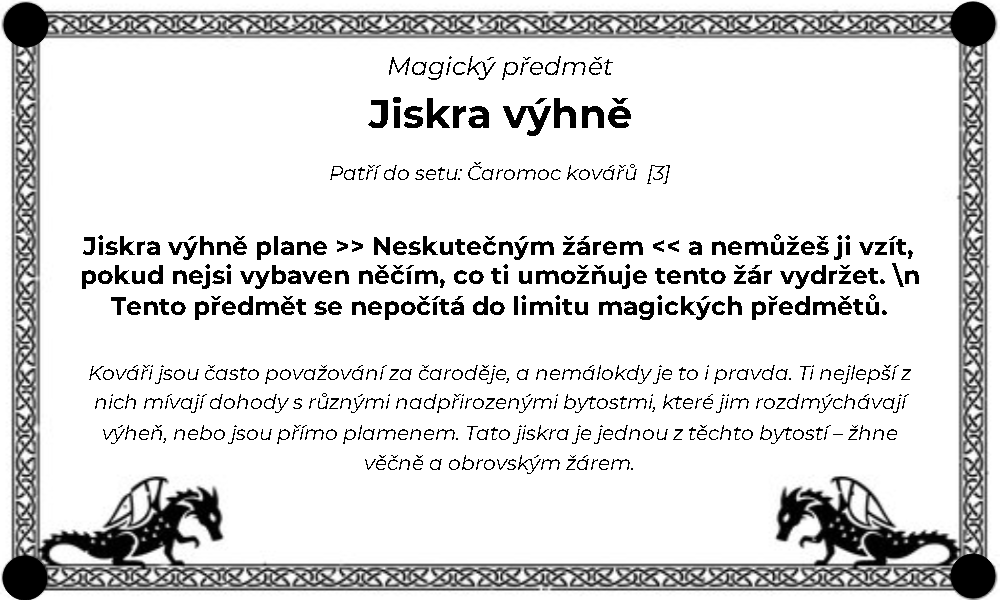 Magický předmět
Jiskra výhně
Patří do setu: Čaromoc kovářů [3]
Jiskra výhně plane >> Neskutečným žárem << a nemůžeš ji vzít,
pokud nejsi vybaven něčím, co ti umožňuje tento žár vydržet. \n
Tento předmět se nepočítá do limitu magických předmětů.
Kováři jsou často považování za čaroděje, a nemálokdy je to i pravda. Ti nejlepší z
nich mívají dohody s různými nadpřirozenými bytostmi, které jim rozdmýchávají
výheň, nebo jsou přímo plamenem. Tato jiskra je jednou z těchto bytostí – žhne
věčně a obrovským žárem.